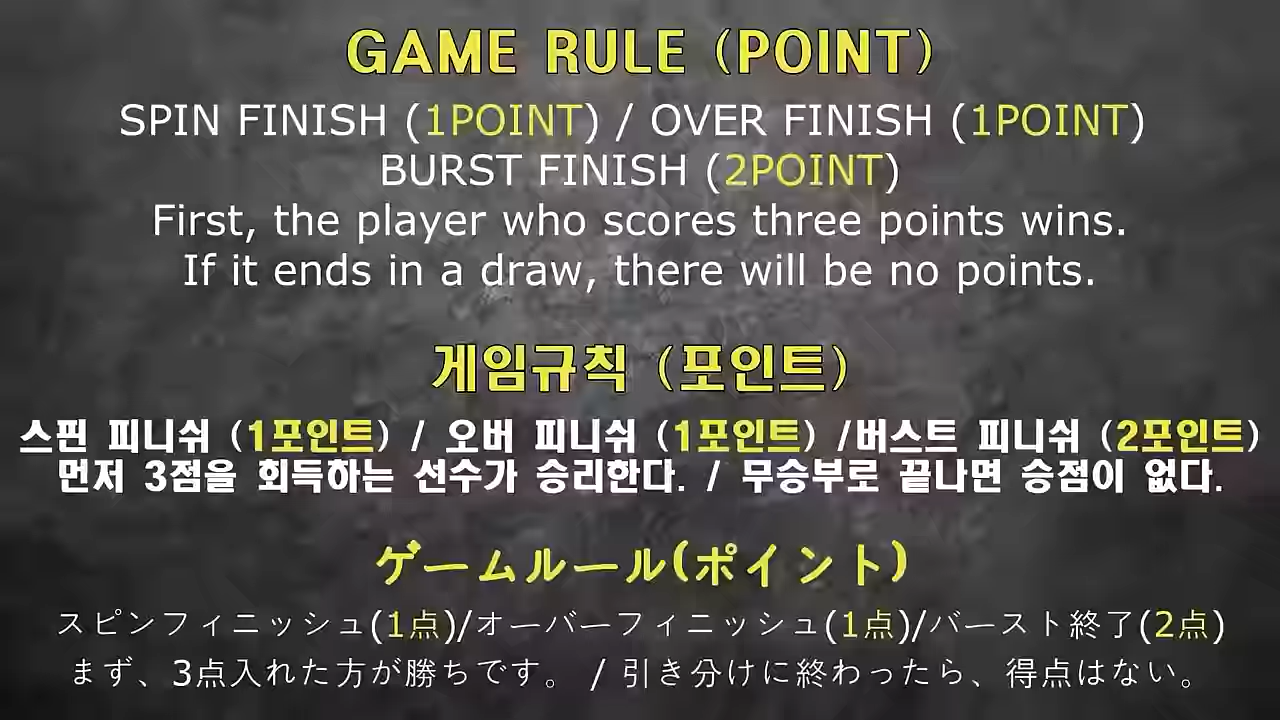 GAME RULE (POINT)
SPIN FINISH (1POINT) / OVER FINISH (1POINT)
BURST FINISH (2POINT)
First, the player who scores three points wins.
If it ends in a draw, there will be no points.
게임규칙 (포인트)
스핀 피니쉬 (1포인트) / 오버 피니쉬 (1포인트) /버스트 피니쉬 (2포인트)
먼저 3점을 획득하는 선수가 승리한다. / 무승부로 끝나면 승점이 없다.
ゲームルール(ポイント)
スピンフィニッシュ(1点)/オーバーフィニッシュ(1点)/バースト終了(2点)
まず、3点入れた方が勝ちです。 / 引き分けに終わったら、得点はない。